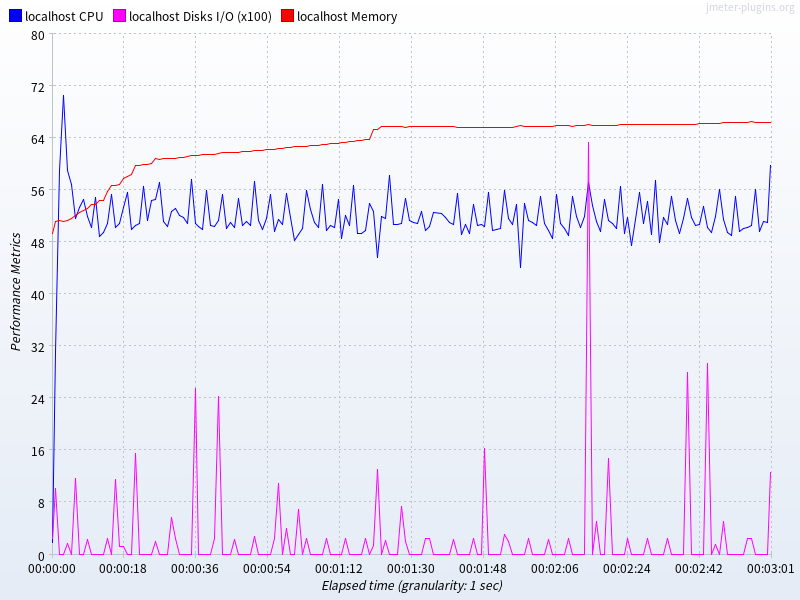 jmeter-plugins.org
localhost CPU localhost Disks I/O (x100) localhost Memory
80
72
64
56
48
40
32
24
16
8
0
Performance Metrics
00:00:00 00:00:18 00:00:36 00:00:54 00:01:12 00:01:30 00:01:48 00:02:06 00:02:24 00:02:42 00:03:01
Elapsed time (granularity: 1 sec)